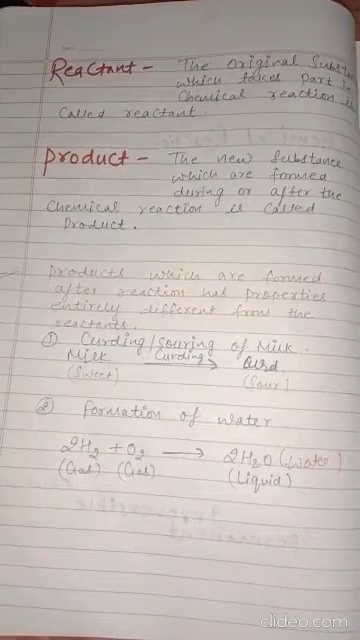 Reactant - The Original Subst
which takes part in
Chemical reaction is
Called reactant.
Product - The new Substance
which are formed
during or after the
Chemical reaction is called
Product.
products which are formed
after reaction has properties
entirely different from the
reactants.
① Curding/Souring of Milk.
Milk Curding → Curd.
(Sweet) (Sour)
② Formation of water
2H₂ + O₂ → 2H₂O (Water)
(Gas) (Gas) (Liquid)
clideo.com